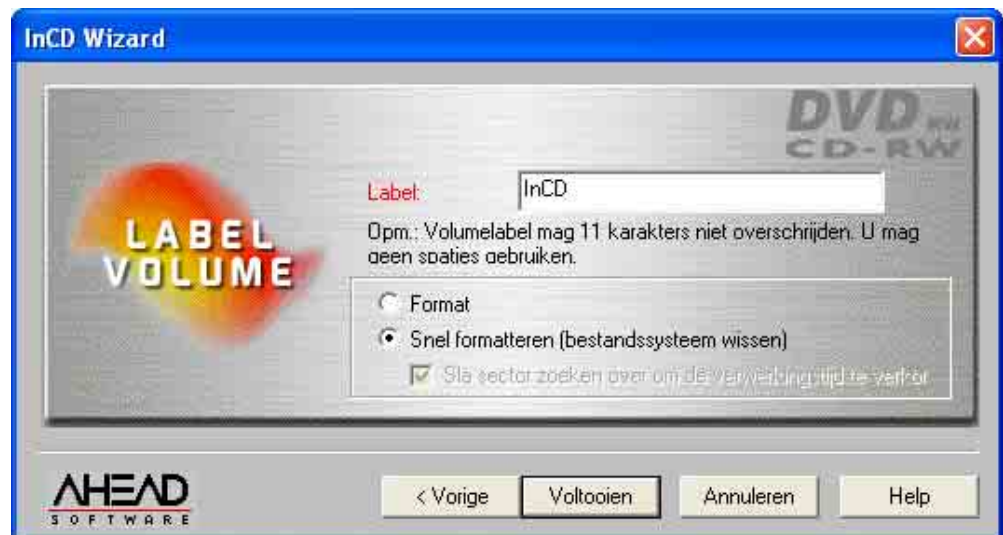 InCD Wizard
DVD
CD-RW
LABEL
VOLUME
Label:
InCD
Opm.: Volumelabel mag 11 karakters niet overschrijden. U mag
geen spaties gebruiken.
Format
Snel formatteren (bestandssysteem wissen)
Sla sector zoeken over om de verwerkingstijd te verkor
AHEAD
SOFTWARE
< Vorige
Voltooien
Annuleren
Help